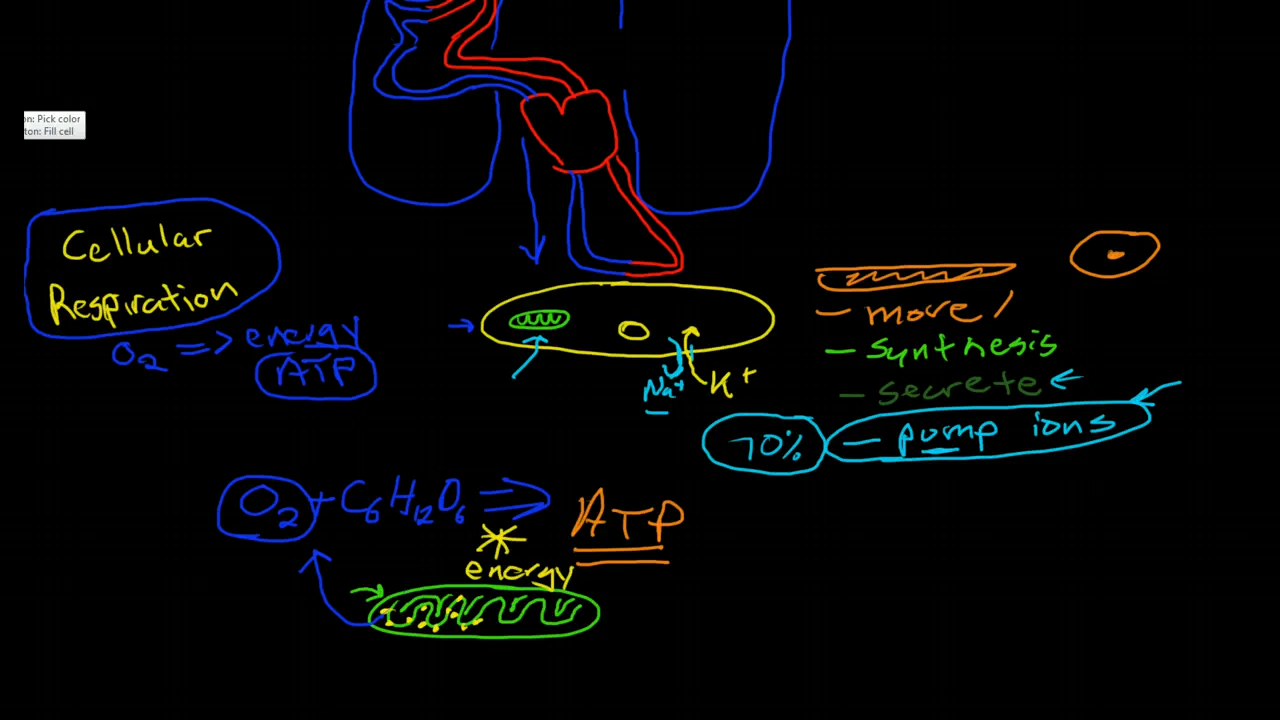 on: Pick color
ton: Fill cell
Cellular
Respiration
O2 => energy
ATP
Na+
K+
- move
- synthesis
- secrete
70% - pump ions
O2 + C6H12O6 => ATP
energy